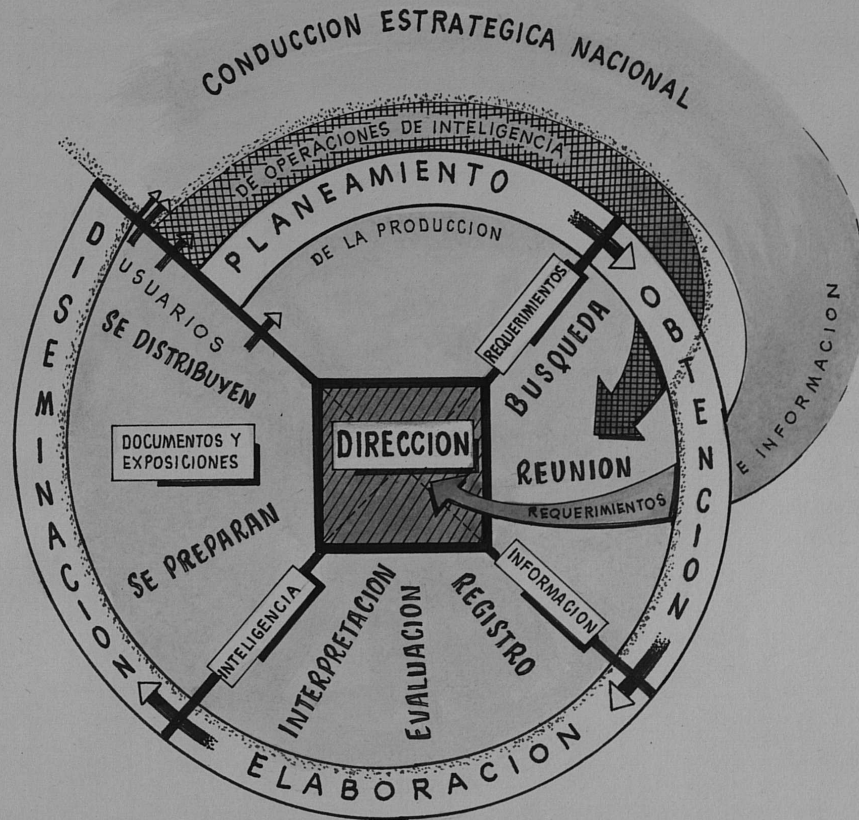 CONDUCCION ESTRATEGICA NACIONAL
E INFORMACION
DE OPERACIONES DE INTELIGENCIA
PLANEAMIENTO
DE LA PRODUCCION
REQUERIMIENTOS
OBTENCION
BUSQUEDA
REUNION
REQUERIMIENTOS
INFORMACION
DIRECCION
ELABORACION
REGISTRO
EVALUACION
INTERPRETACION
INTELIGENCIA
DISEMINACION
SE PREPARAN
DOCUMENTOS Y
EXPOSICIONES
SE DISTRIBUYEN
USUARIOS